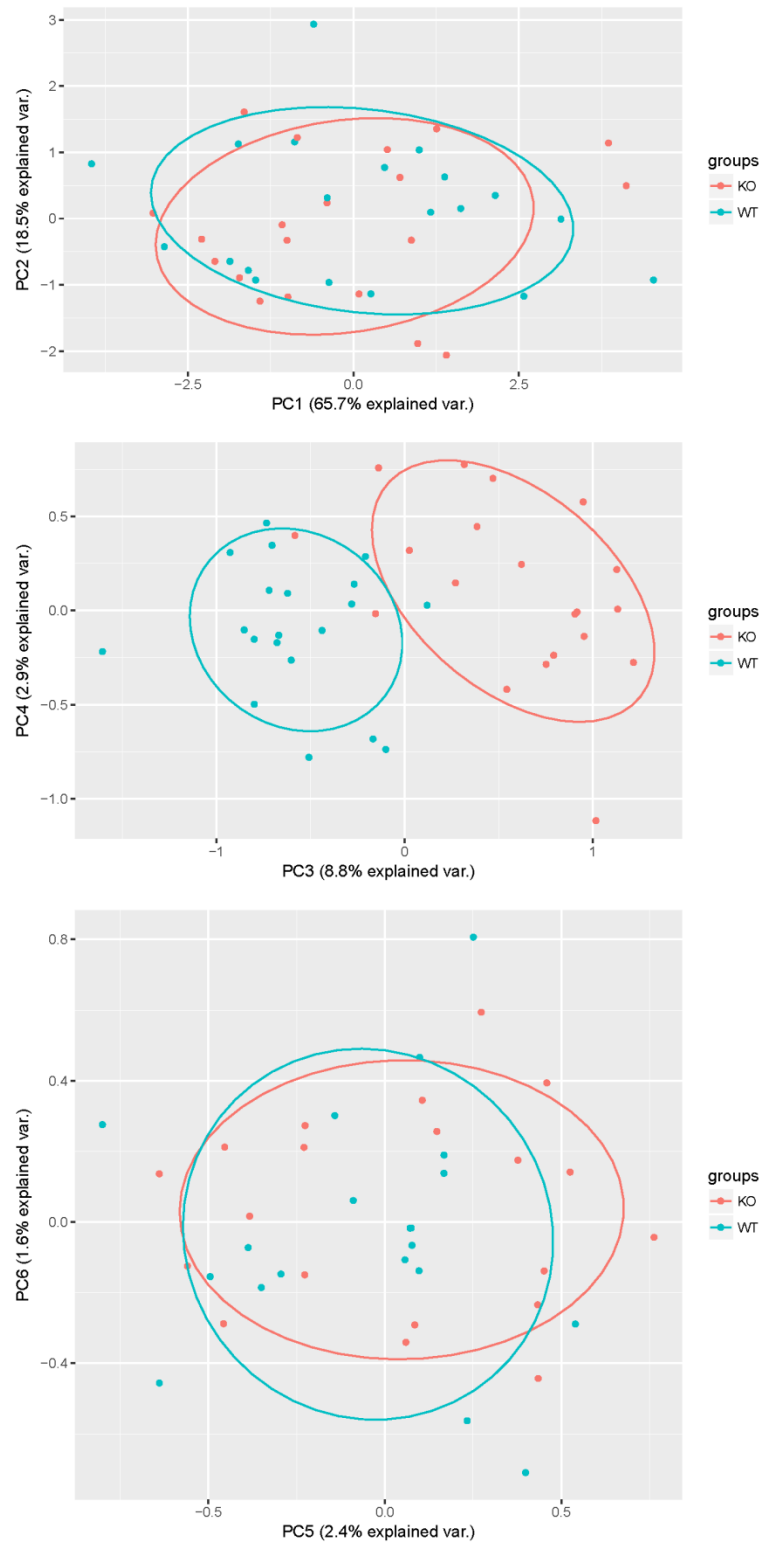 3
2
1
0
−1
−2
PC2 (18.5% explained var.)
−2.5
0.0
2.5
PC1 (65.7% explained var.)
groups
KO
WT
0.5
0.0
−0.5
−1.0
PC4 (2.9% explained var.)
−1
0
1
PC3 (8.8% explained var.)
groups
KO
WT
0.8
0.4
0.0
−0.4
PC6 (1.6% explained var.)
−0.5
0.0
0.5
PC5 (2.4% explained var.)
groups
KO
WT